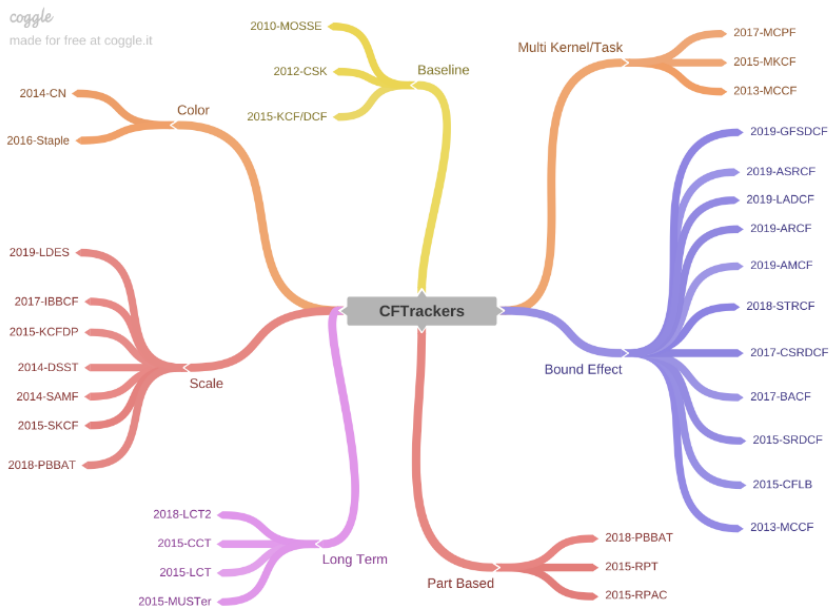 coggle
made for free at coggle.it
2010-MOSSE
2012-CSK
2015-KCF/DCF
Baseline
Multi Kernel/Task
2017-MCPF
2015-MKCF
2013-MCCF
2014-CN
2016-Staple
Color
2019-GFSDCF
2019-ASRCF
2019-LADCF
2019-ARCF
2019-AMCF
2018-STRCF
2017-CSRDCF
2017-BACF
2015-SRDCF
2015-CFLB
2013-MCCF
Bound Effect
CFTrackers
2019-LDES
2017-IBBCF
2015-KCFDP
2014-DSST
2014-SAMF
2015-SKCF
2018-PBBAT
Scale
2018-LCT2
2015-CCT
2015-LCT
2015-MUSTer
Long Term
Part Based
2018-PBBAT
2015-RPT
2015-RPAC